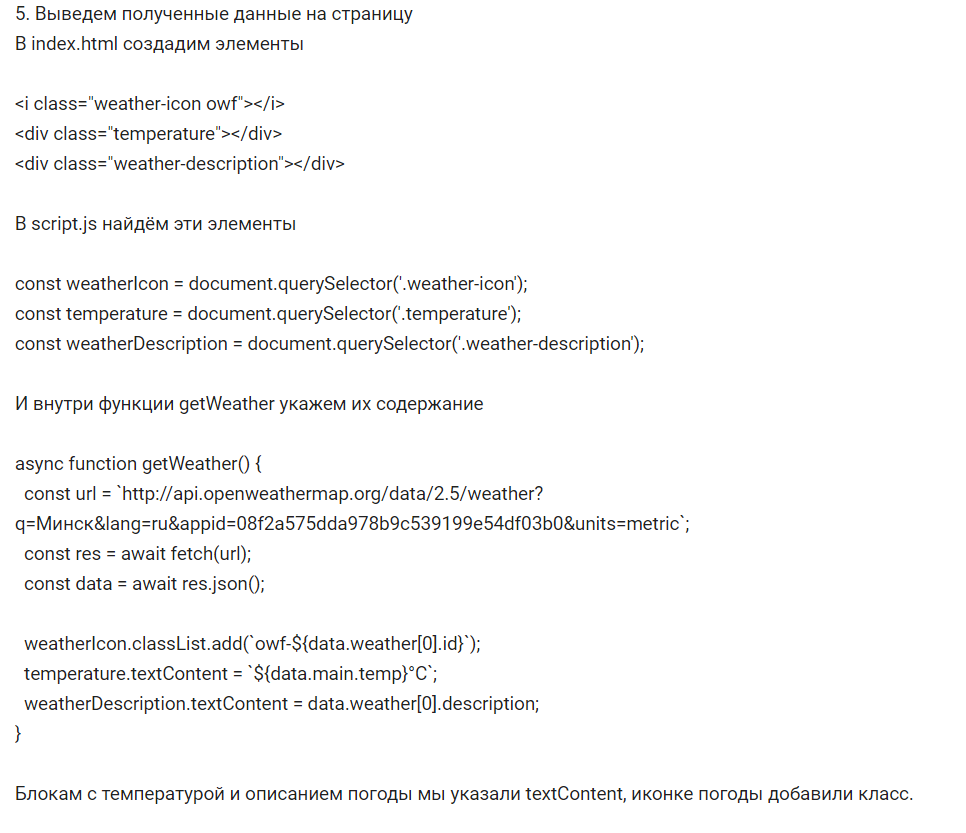 5. Выведем полученные данные на страницу
В index.html создадим элементы
<i class="weather-icon owf"></i>
<div class="temperature"></div>
<div class="weather-description"></div>
В script.js найдём эти элементы
const weatherIcon = document.querySelector('.weather-icon');
const temperature = document.querySelector('.temperature');
const weatherDescription = document.querySelector('.weather-description');
И внутри функции getWeather укажем их содержание
async function getWeather() {
const url = `http://api.openweathermap.org/data/2.5/weather?
q=Минск&lang=ru&appid=08f2a575dda978b9c539199e54df03b0&units=metric`;
const res = await fetch(url);
const data = await res.json();
weatherIcon.classList.add(`owf-${data.weather[0].id}`);
temperature.textContent = `${data.main.temp}°C`;
weatherDescription.textContent = data.weather[0].description;
}
Блокам с температурой и описанием погоды мы указали textContent, иконке погоды добавили класс.